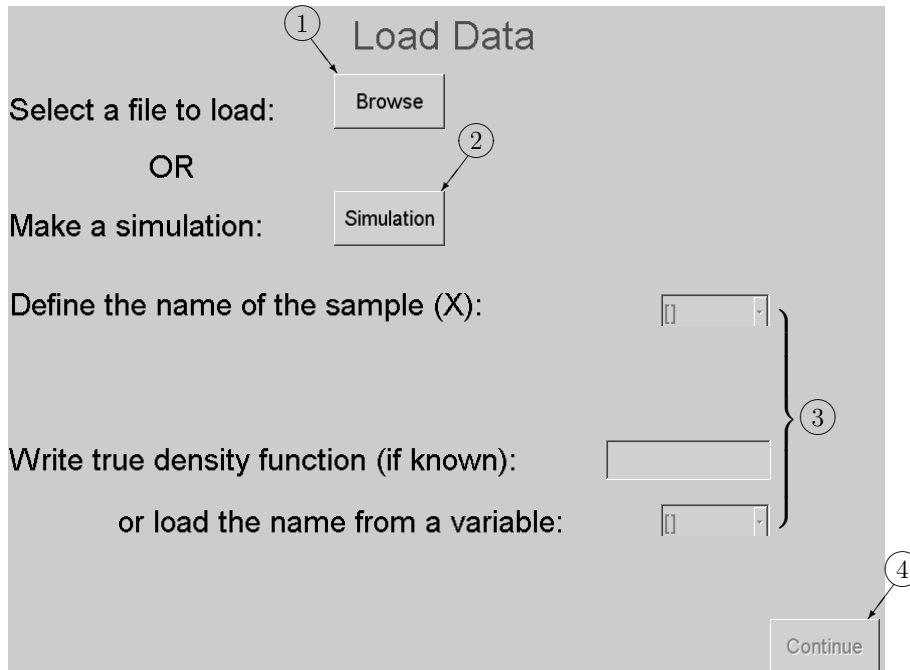 1
Load Data
Select a file to load: Browse
2
OR
Make a simulation: Simulation
Define the name of the sample (X): []
3
Write true density function (if known):
or load the name from a variable: []
4
Continue